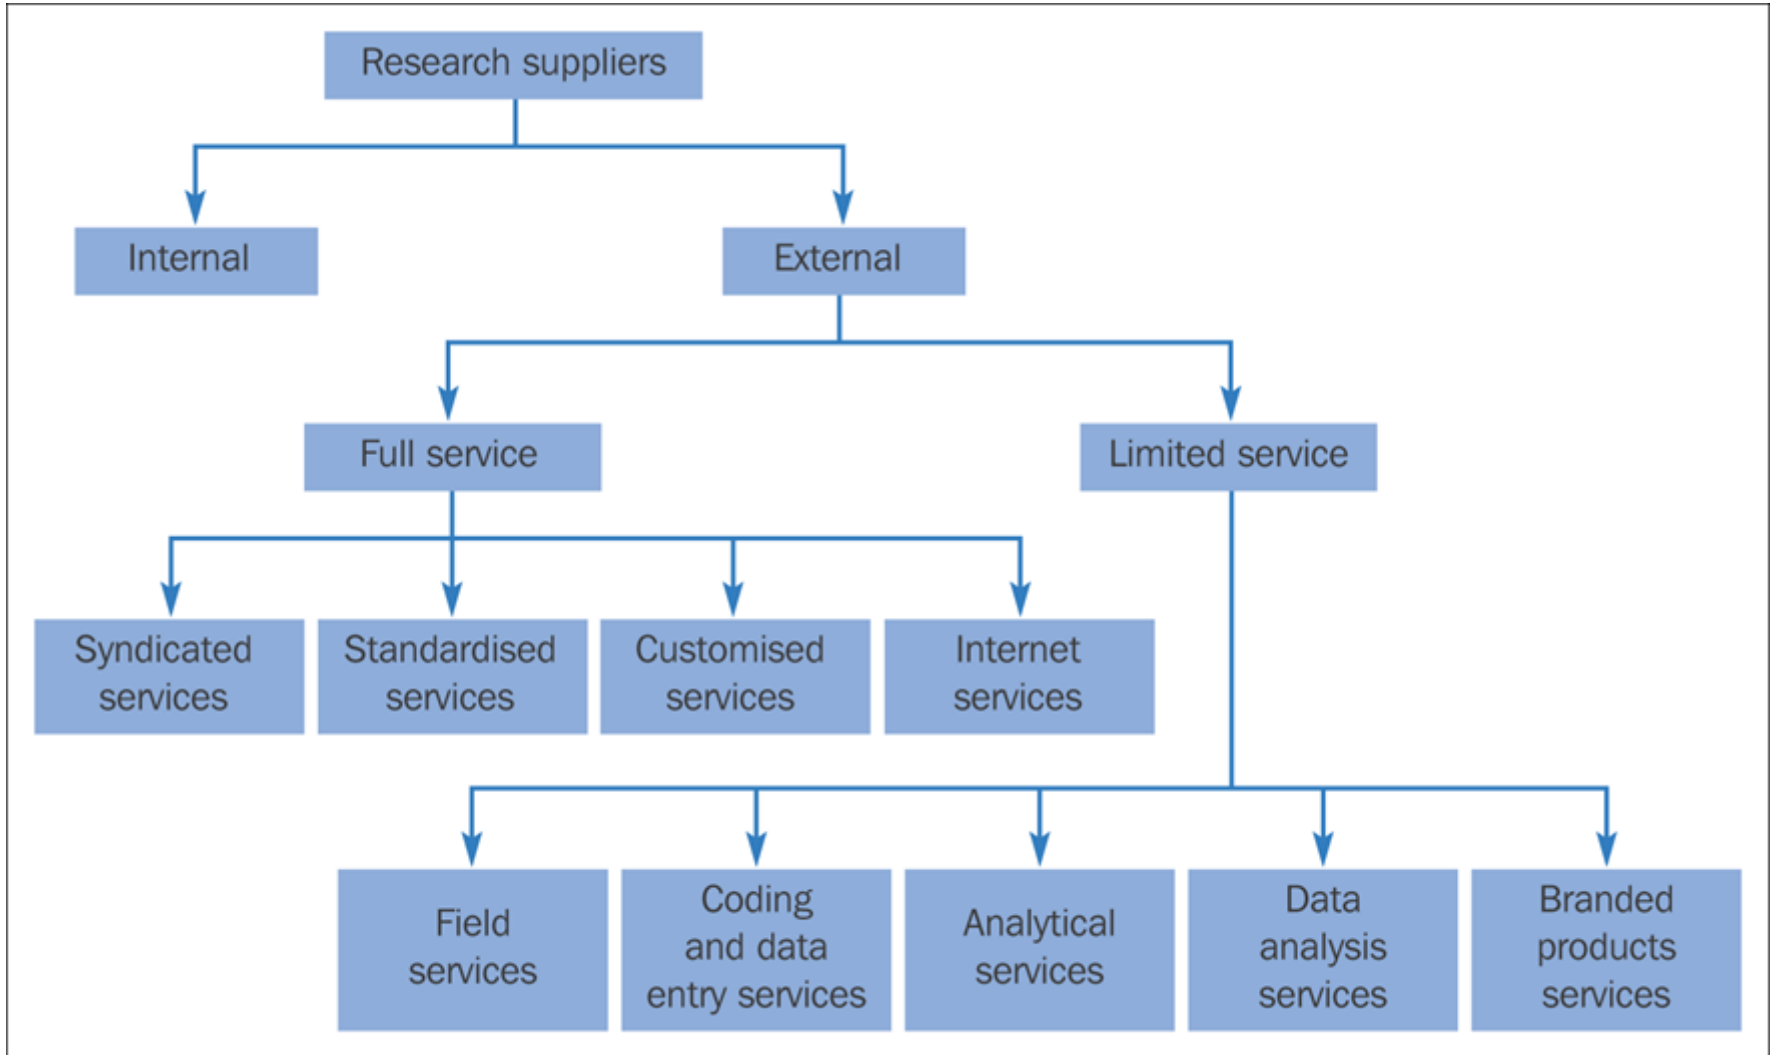 Research suppliers
Internal
External
Full service
Limited service
Syndicated
services
Standardised
services
Customised
services
Internet
services
Field
services
Coding
and data
entry services
Analytical
services
Data
analysis
services
Branded
products
services